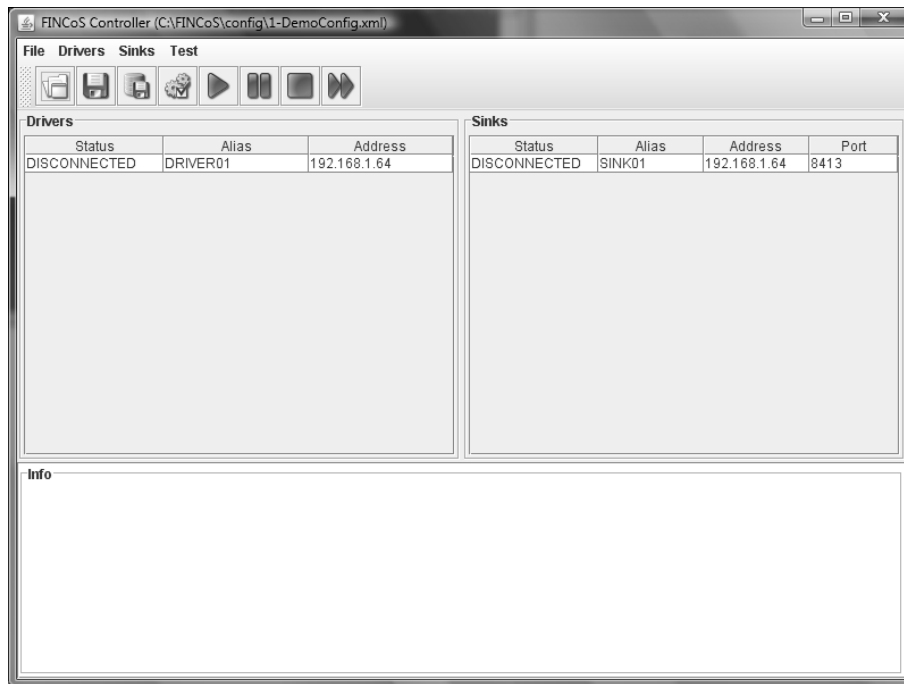 FINCoS Controller (C:\FINCoS\config\1-DemoConfig.xml)
File Drivers Sinks Test
Drivers
Status Alias Address
DISCONNECTED DRIVER01 192.168.1.64
Sinks
Status Alias Address Port
DISCONNECTED SINK01 192.168.1.64 8413
Info